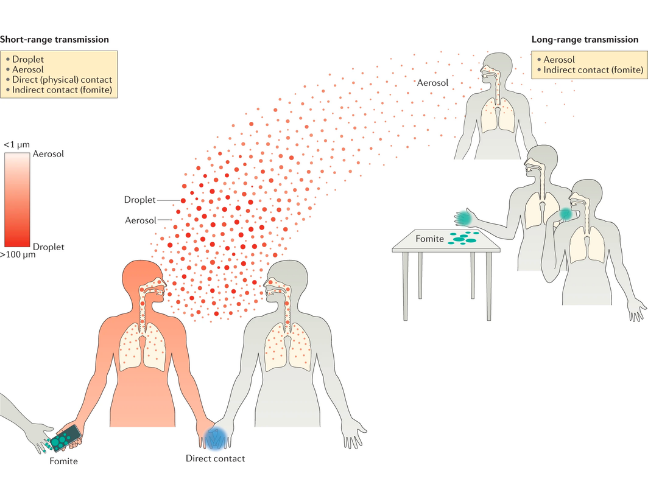 Short-range transmission
• Droplet
• Aerosol
• Direct (physical) contact
• Indirect contact (fomite)
Long-range transmission
• Aerosol
• Indirect contact (fomite)
Aerosol
<1 µm
Aerosol
Droplet
>100 µm
Droplet
Aerosol
Fomite
Fomite
Direct contact